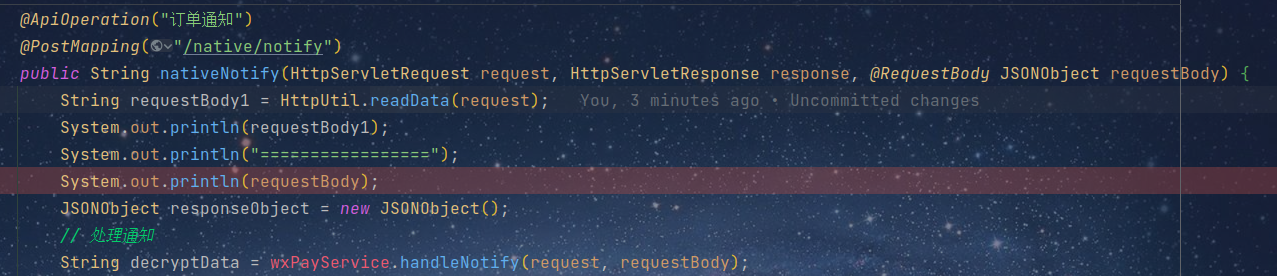 @ApiOperation("订单通知")
@PostMapping("/native/notify")
public String nativeNotify(HttpServletRequest request, HttpServletResponse response, @RequestBody JSONObject requestBody) {
String requestBody1 = HttpUtil.readData(request); You, 3 minutes ago • Uncommitted changes
System.out.println(requestBody1);
System.out.println("=================");
System.out.println(requestBody);
JSONObject responseObject = new JSONObject();
// 处理通知
String decryptData = wxPayService.handleNotify(request, requestBody);